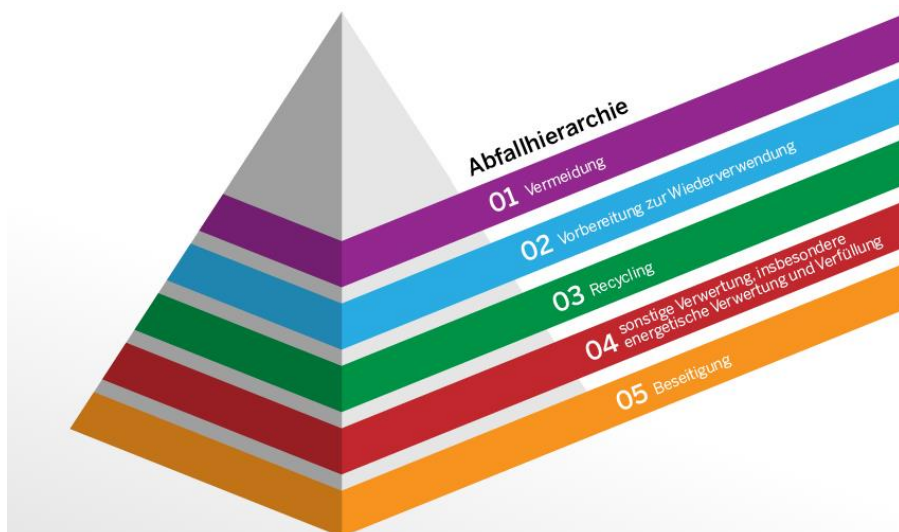 Abfallhierarchie
01 Vermeidung
02 Vorbereitung zur Wiederverwendung
03 Recycling
04 sonstige Verwertung, insbesondere
energetische Verwertung und Verfüllung
05 Beseitigung